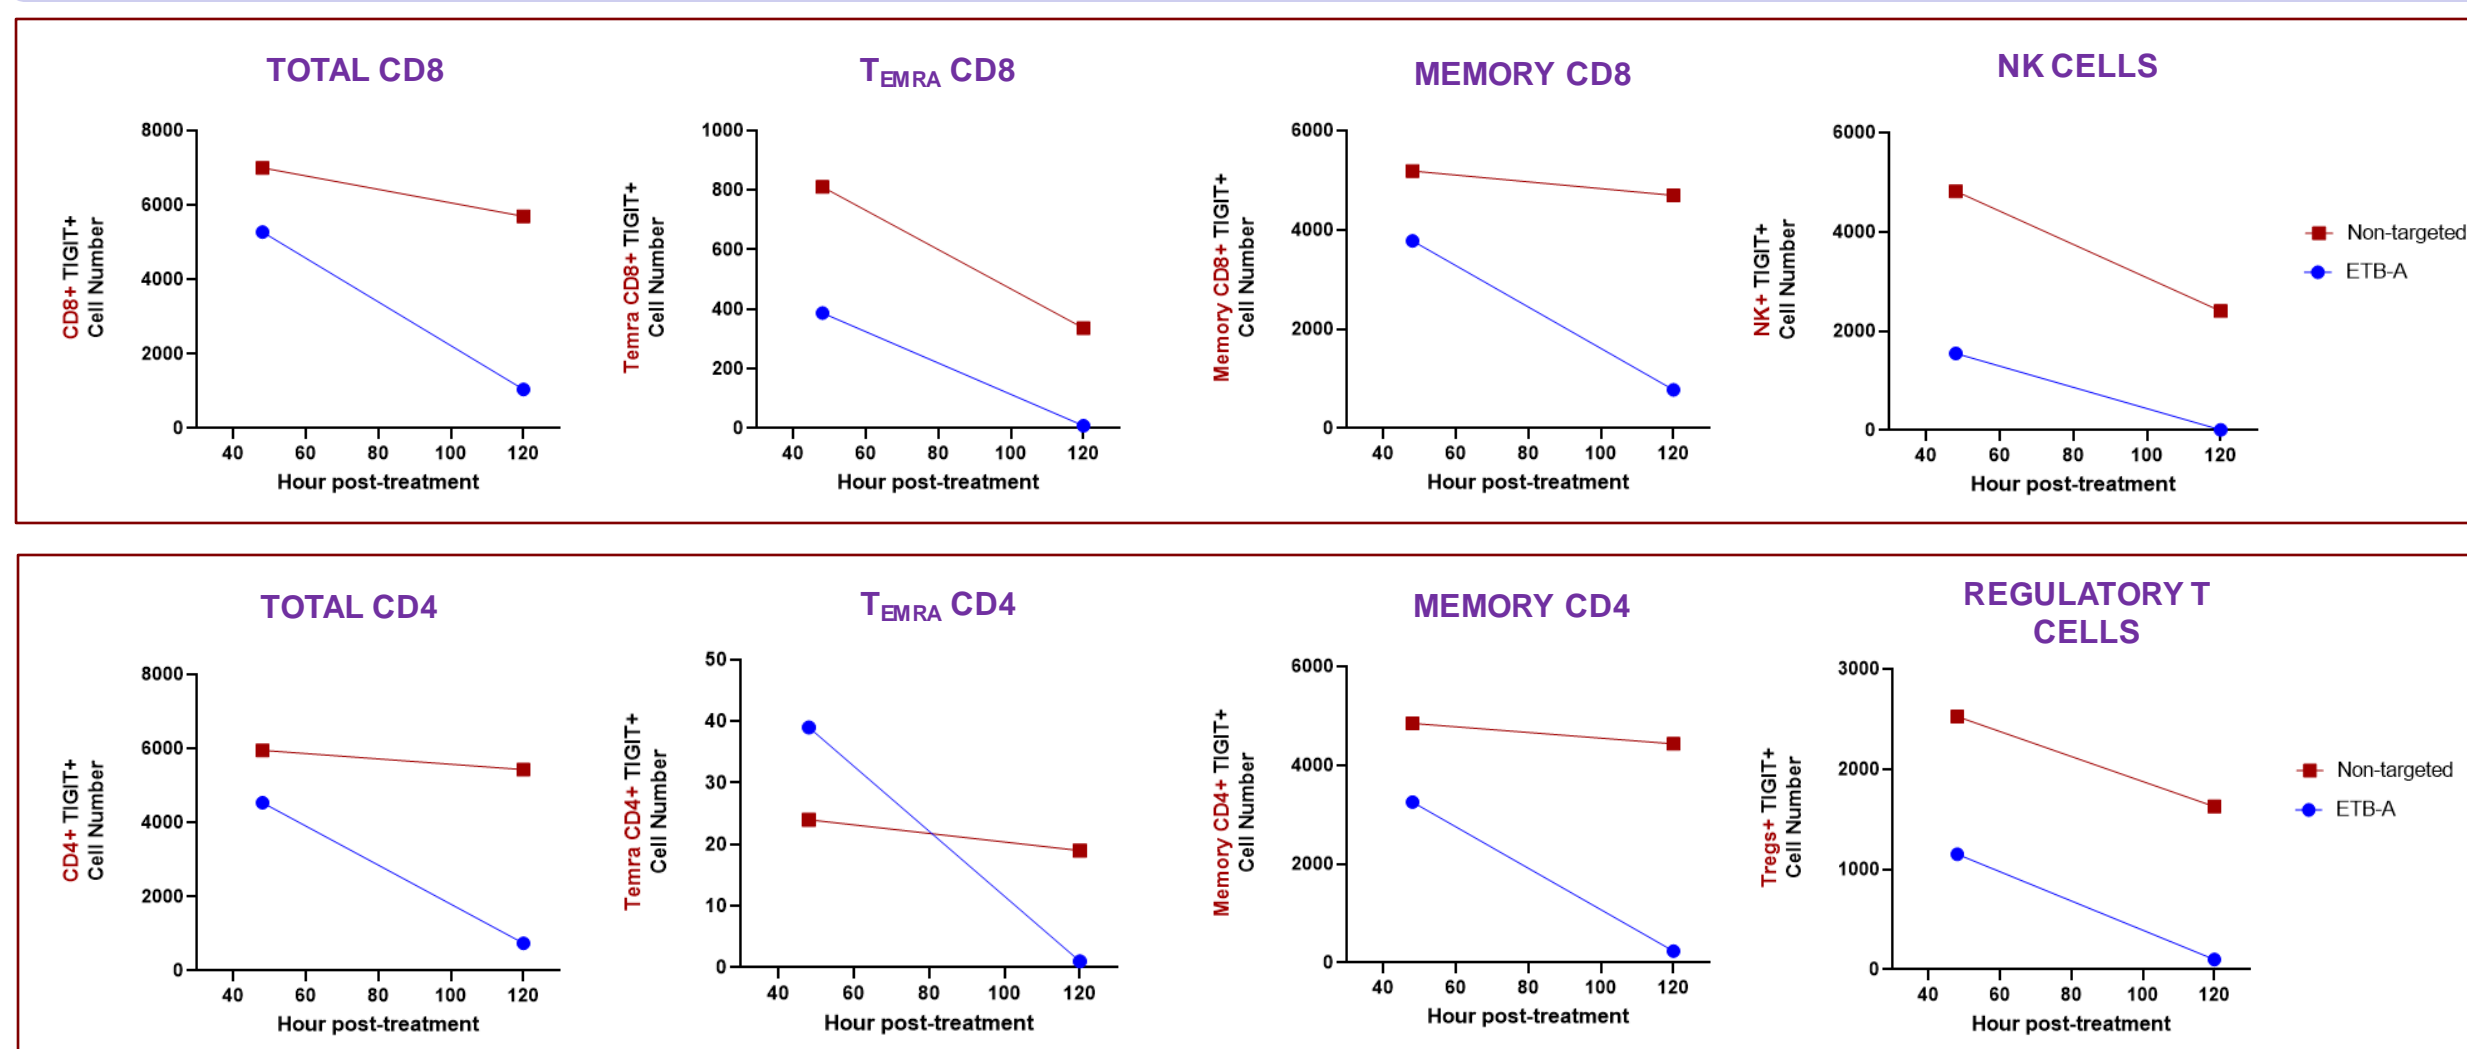 TOTAL CD8
TEMRA CD8
MEMORY CD8
NK CELLS
CD8+ TIGIT+
Cell Number
8000
6000
4000
2000
0
40 60 80 100 120
Hour post-treatment
Temra CD8+ TIGIT+
Cell Number
1000
800
600
400
200
0
40 60 80 100 120
Hour post-treatment
Memory CD8+ TIGIT+
Cell Number
6000
4000
2000
0
40 60 80 100 120
Hour post-treatment
NK+ TIGIT+
Cell Number
6000
4000
2000
0
40 60 80 100 120
Hour post-treatment
Non-targeted
ETB-A
TOTAL CD4
TEMRA CD4
MEMORY CD4
REGULATORY T
CELLS
CD4+ TIGIT+
Cell Number
8000
6000
4000
2000
0
40 60 80 100 120
Hour post-treatment
Temra CD4+ TIGIT+
Cell Number
50
40
30
20
10
0
40 60 80 100 120
Hour post-treatment
Memory CD4+ TIGIT+
Cell Number
6000
4000
2000
0
40 60 80 100 120
Hour post-treatment
Tregs+ TIGIT+
Cell Number
3000
2000
1000
0
40 60 80 100 120
Hour post-treatment
Non-targeted
ETB-A